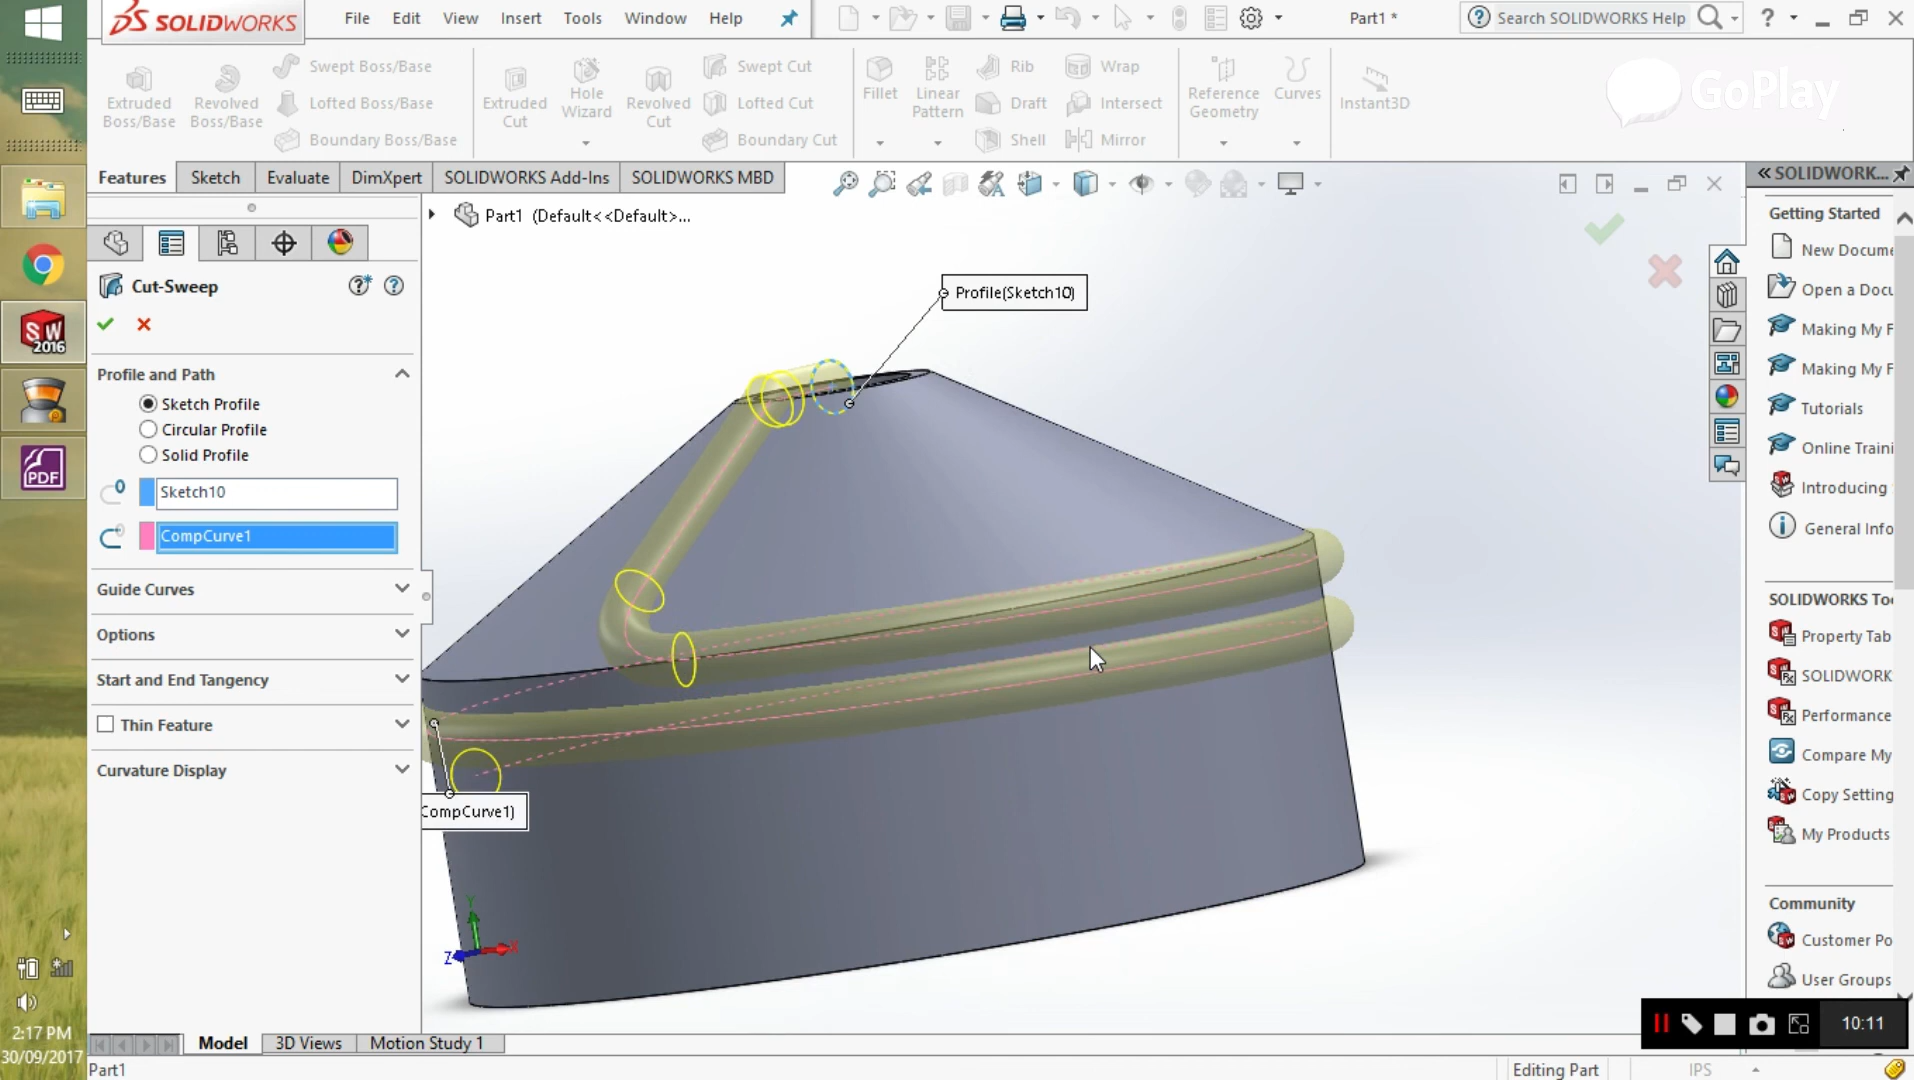 SOLIDWORKS
File Edit View Insert Tools Window Help
Part1 *
Search SOLIDWORKS Help
GoPlay
Extruded Boss/Base
Revolved Boss/Base
Swept Boss/Base
Lofted Boss/Base
Boundary Boss/Base
Extruded Cut
Hole Wizard
Revolved Cut
Swept Cut
Lofted Cut
Boundary Cut
Fillet
Linear Pattern
Rib
Draft
Shell
Wrap
Intersect
Mirror
Reference Geometry
Curves
Instant3D
Features Sketch Evaluate DimXpert SOLIDWORKS Add-Ins SOLIDWORKS MBD
Part1 (Default<<Default>...
Cut-Sweep
Profile and Path
Sketch Profile
Circular Profile
Solid Profile
Sketch10
CompCurve1
Guide Curves
Options
Start and End Tangency
Thin Feature
Curvature Display
Profile(Sketch10)
CompCurve1)
Y
X
Z
SOLIDWORK...
Getting Started
New Docume
Open a Docu
Making My F
Making My F
Tutorials
Online Traini
Introducing
General Info
SOLIDWORKS Too
Property Tab
SOLIDWORK
Performance
Compare My
Copy Setting
My Products
Community
Customer Po
User Groups
10:11
SW
2016
PDF
2:17 PM
30/09/2017
Model 3D Views Motion Study 1
Part1
Editing Part
IPS